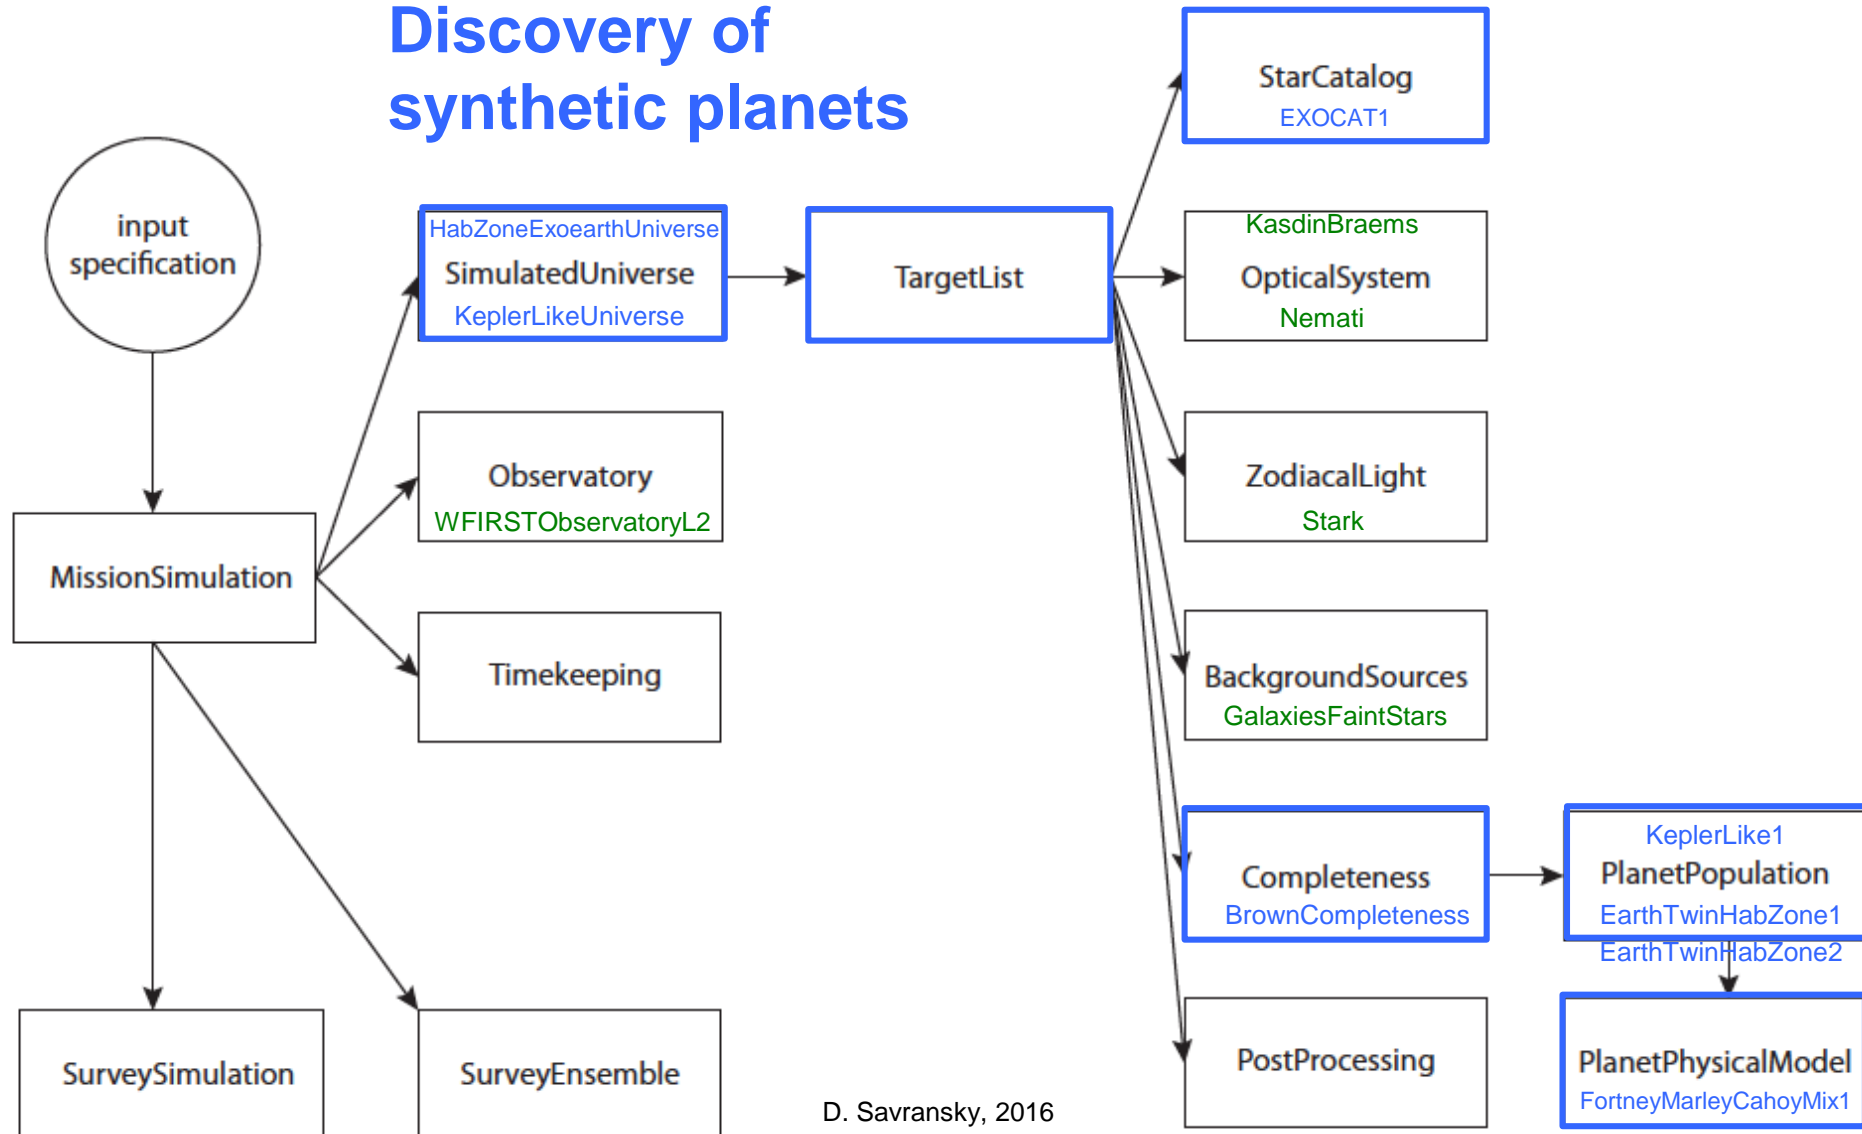 Discovery of
synthetic planets
input
specification
MissionSimulation
SurveySimulation
SurveyEnsemble
HabZoneExoearthUniverse
SimulatedUniverse
KeplerLikeUniverse
Observatory
WFIRSTObservatoryL2
Timekeeping
TargetList
StarCatalog
EXOCAT1
KasdinBraems
OpticalSystem
Nemati
ZodiacalLight
Stark
BackgroundSources
GalaxiesFaintStars
Completeness
BrownCompleteness
PostProcessing
KeplerLike1
PlanetPopulation
EarthTwinHabZone1
EarthTwinHabZone2
PlanetPhysicalModel
FortneyMarleyCahoyMix1
D. Savransky, 2016